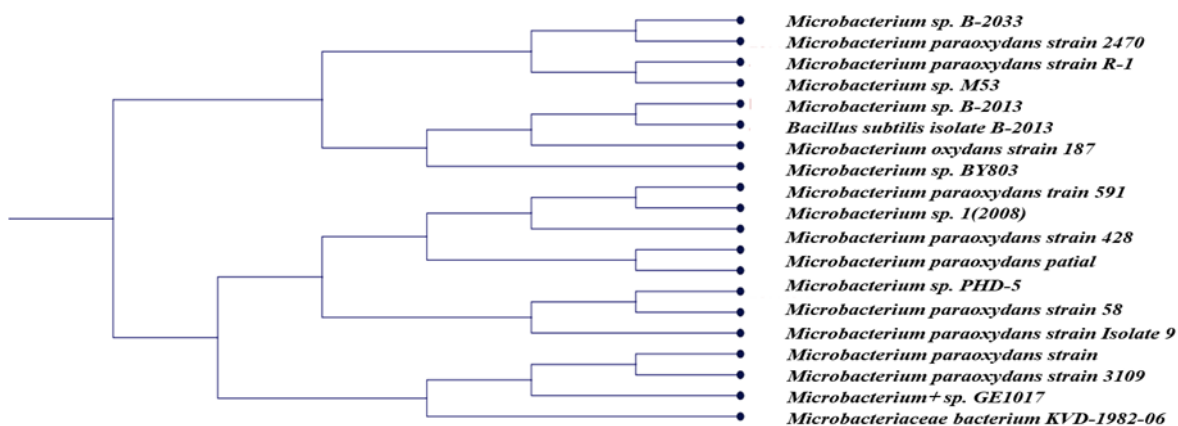 Microbacterium sp. B-2033
Microbacterium paraoxydans strain 2470
Microbacterium paraoxydans strain R-1
Microbacterium sp. M53
Microbacterium sp. B-2013
Bacillus subtilis isolate B-2013
Microbacterium oxydans strain 187
Microbacterium sp. BY803
Microbacterium paraoxydans train 591
Microbacterium sp. 1(2008)
Microbacterium paraoxydans strain 428
Microbacterium paraoxydans patial
Microbacterium sp. PHD-5
Microbacterium paraoxydans strain 58
Microbacterium paraoxydans strain Isolate 9
Microbacterium paraoxydans strain
Microbacterium paraoxydans strain 3109
Microbacterium+ sp. GE1017
Microbacteriaceae bacterium KVD-1982-06